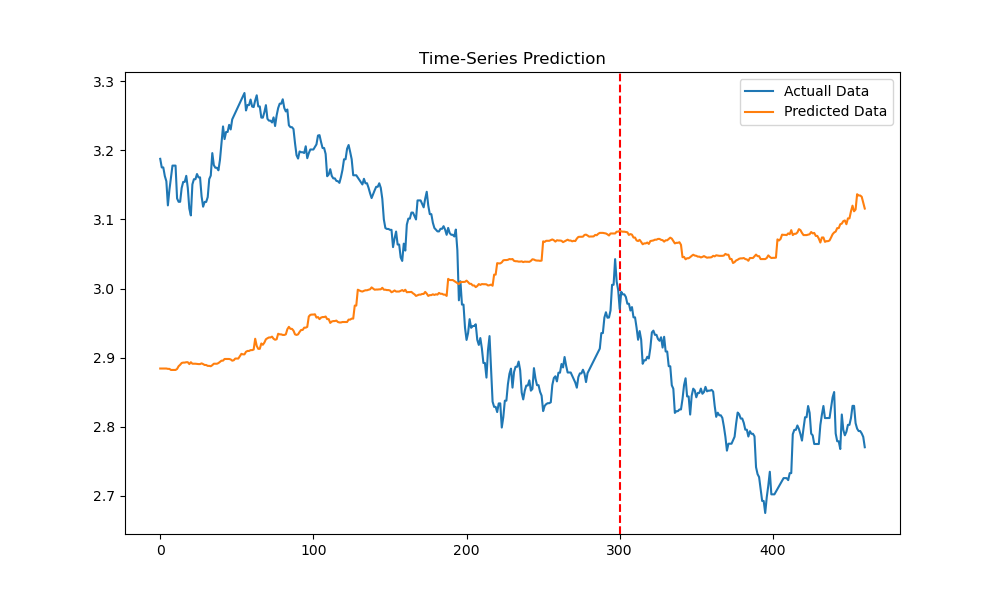 Time-Series Prediction
Actuall Data
Predicted Data
3.3
3.2
3.1
3.0
2.9
2.8
2.7
0 100 200 300 400